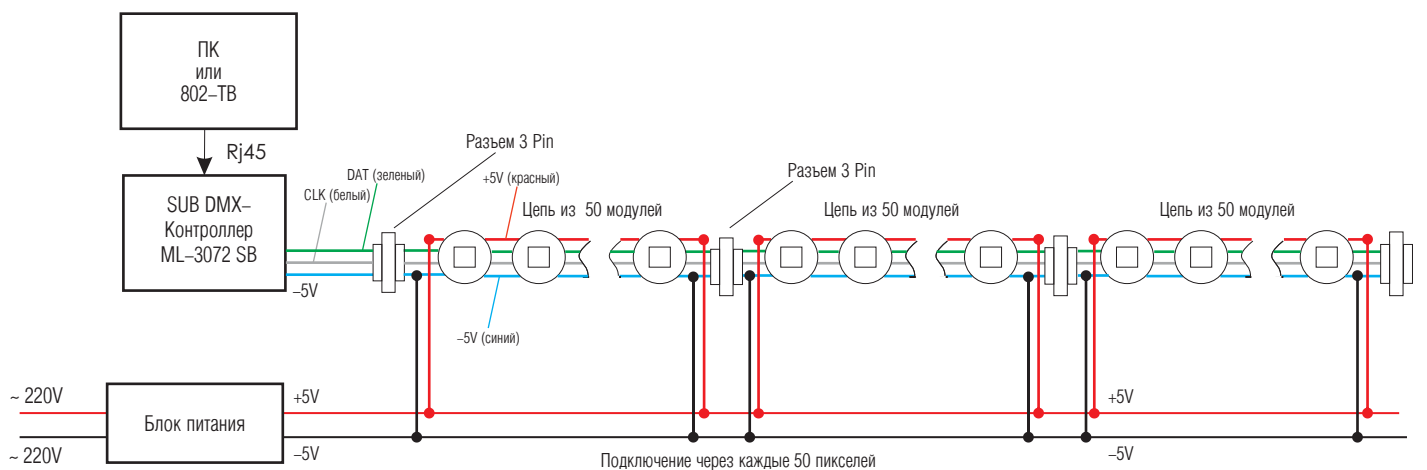 ПК
или
802–ТВ
Rj45
SUB DMX–
Контроллер
ML–3072 SB
DAT (зеленый)
CLK (белый)
–5V
Разъем 3 Pin
+5V (красный)
–5V (синий)
Цепь из 50 модулей
Разъем 3 Pin
Цепь из 50 модулей
Цепь из 50 модулей
~ 220V
~ 220V
Блок питания
+5V
–5V
+5V
–5V
Подключение через каждые 50 пикселей